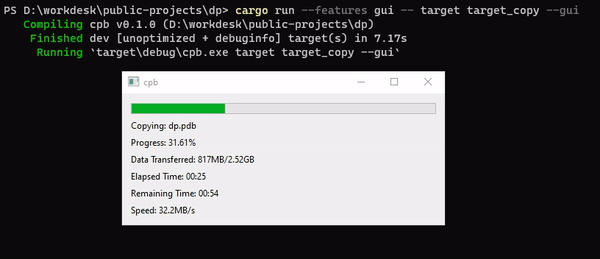 PS D:\workdesk\public-projects\dp> cargo run --features gui -- target target_copy --gui
Compiling cpb v0.1.0 (D:\workdesk\public-projects\dp)
Finished dev [unoptimized + debuginfo] target(s) in 7.17s
Running `target\debug\cpb.exe target target_copy --gui`
cpb
Copying: dp.pdb
Progress: 31.61%
Data Transferred: 817MB/2.52GB
Elapsed Time: 00:25
Remaining Time: 00:54
Speed: 32.2MB/s